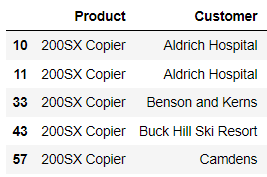 Product Customer
10 200SX Copier Aldrich Hospital
11 200SX Copier Aldrich Hospital
33 200SX Copier Benson and Kerns
43 200SX Copier Buck Hill Ski Resort
57 200SX Copier Camdens